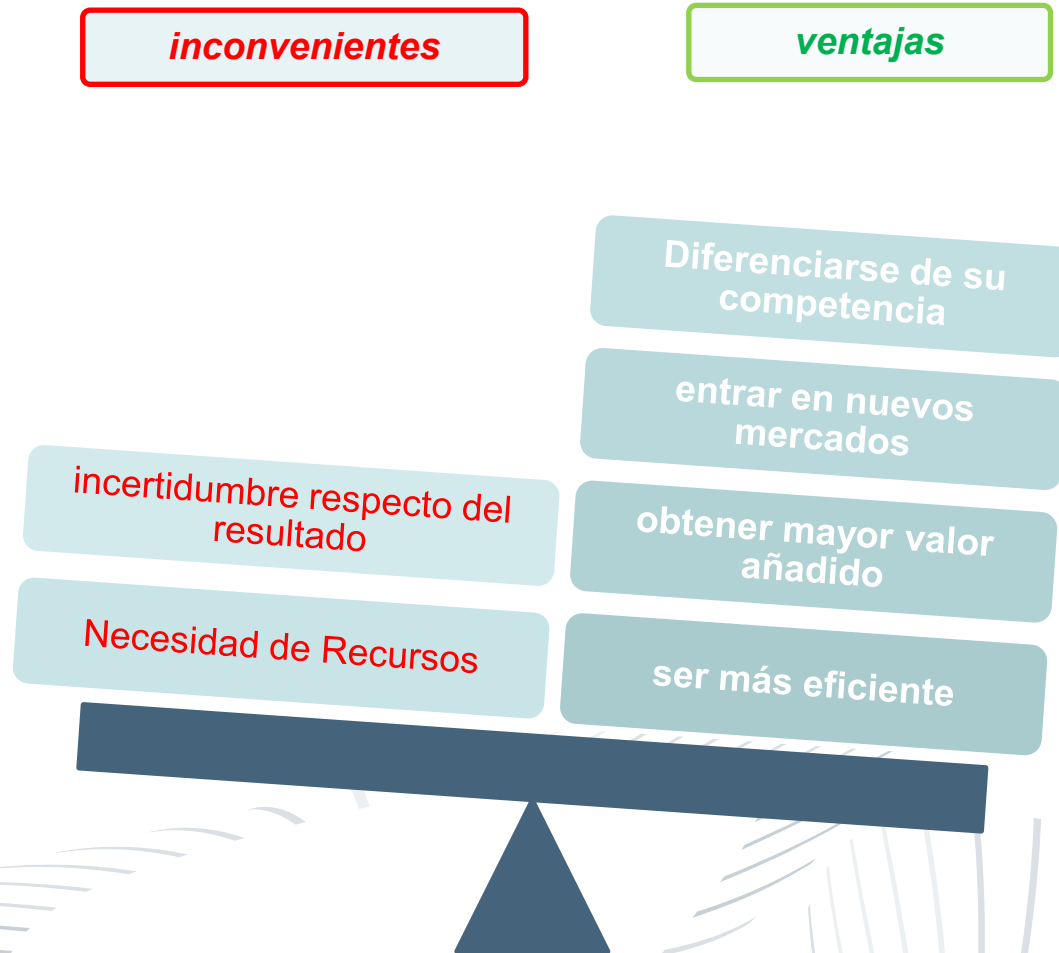 inconvenientes
ventajas
Diferenciarse de su
competencia
entrar en nuevos
mercados
incertidumbre respecto del
resultado
obtener mayor valor
añadido
Necesidad de Recursos
ser más eficiente